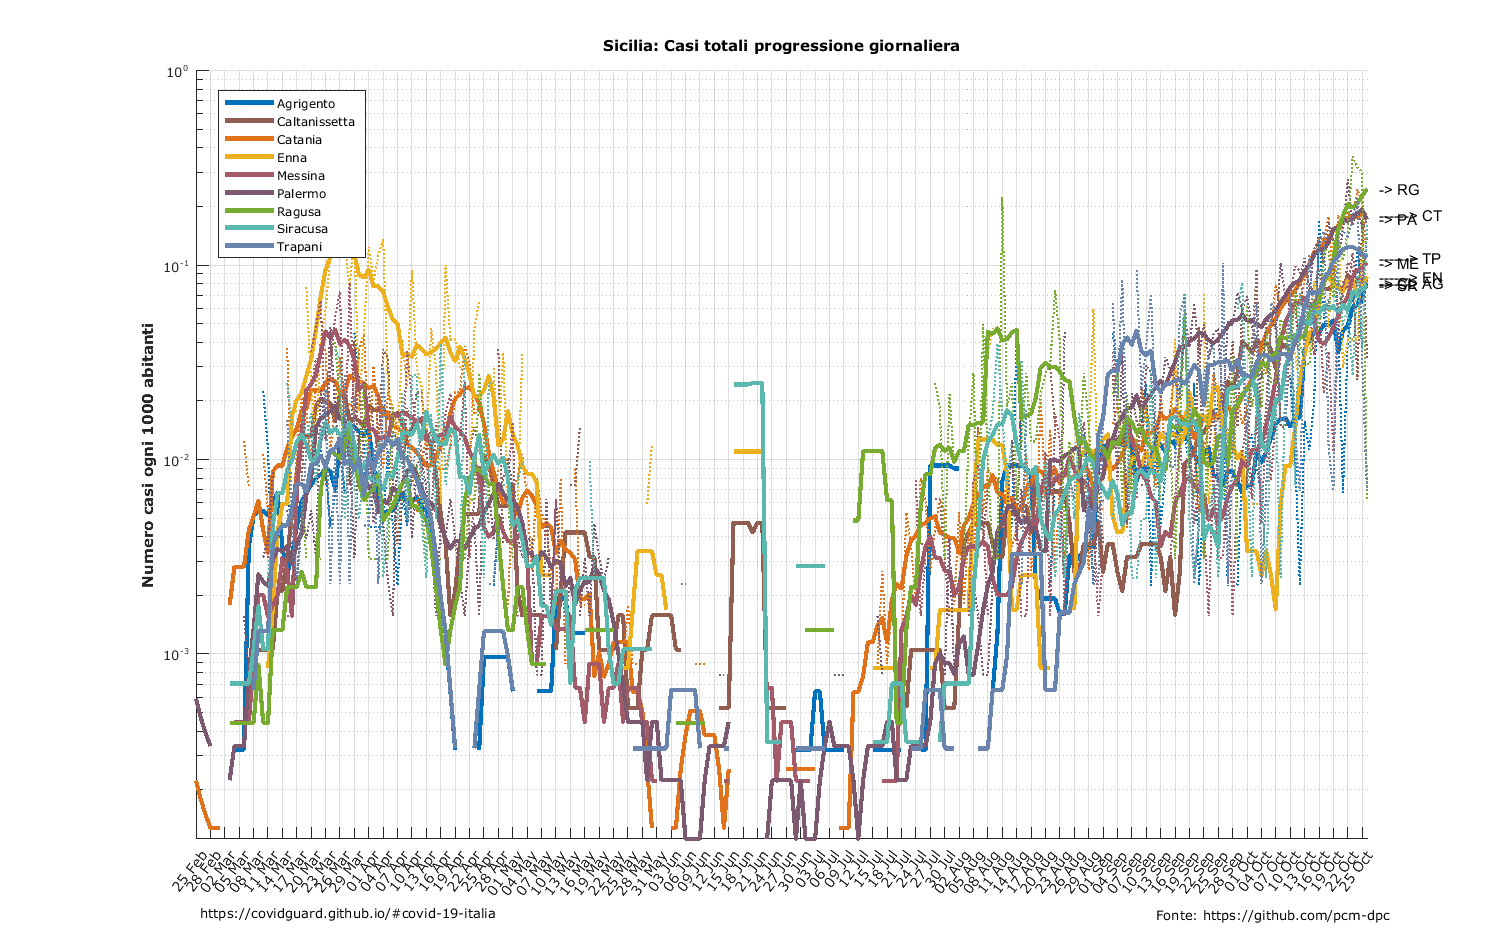 Sicilia: Casi totali progressione giornaliera
10⁰
10⁻¹
10⁻²
10⁻³
Numero casi ogni 1000 abitanti
Agrigento
Caltanissetta
Catania
Enna
Messina
Palermo
Ragusa
Siracusa
Trapani
-> RG
CT
-> PA
TP
-> ME
EN
AG
SR
25 Feb
28 Feb
02 Mar
05 Mar
08 Mar
11 Mar
14 Mar
17 Mar
20 Mar
23 Mar
26 Mar
29 Mar
01 Apr
04 Apr
07 Apr
10 Apr
13 Apr
16 Apr
19 Apr
22 Apr
25 Apr
28 Apr
01 May
04 May
07 May
10 May
13 May
16 May
19 May
22 May
25 May
28 May
31 May
03 Jun
06 Jun
09 Jun
12 Jun
15 Jun
18 Jun
21 Jun
24 Jun
27 Jun
30 Jun
03 Jul
06 Jul
09 Jul
12 Jul
15 Jul
18 Jul
21 Jul
24 Jul
27 Jul
30 Jul
02 Aug
05 Aug
08 Aug
11 Aug
14 Aug
17 Aug
20 Aug
23 Aug
26 Aug
29 Aug
01 Sep
04 Sep
07 Sep
10 Sep
13 Sep
16 Sep
19 Sep
22 Sep
25 Sep
28 Sep
01 Oct
04 Oct
07 Oct
10 Oct
13 Oct
16 Oct
19 Oct
22 Oct
25 Oct
https://covidguard.github.io/#covid-19-italia
Fonte: https://github.com/pcm-dpc